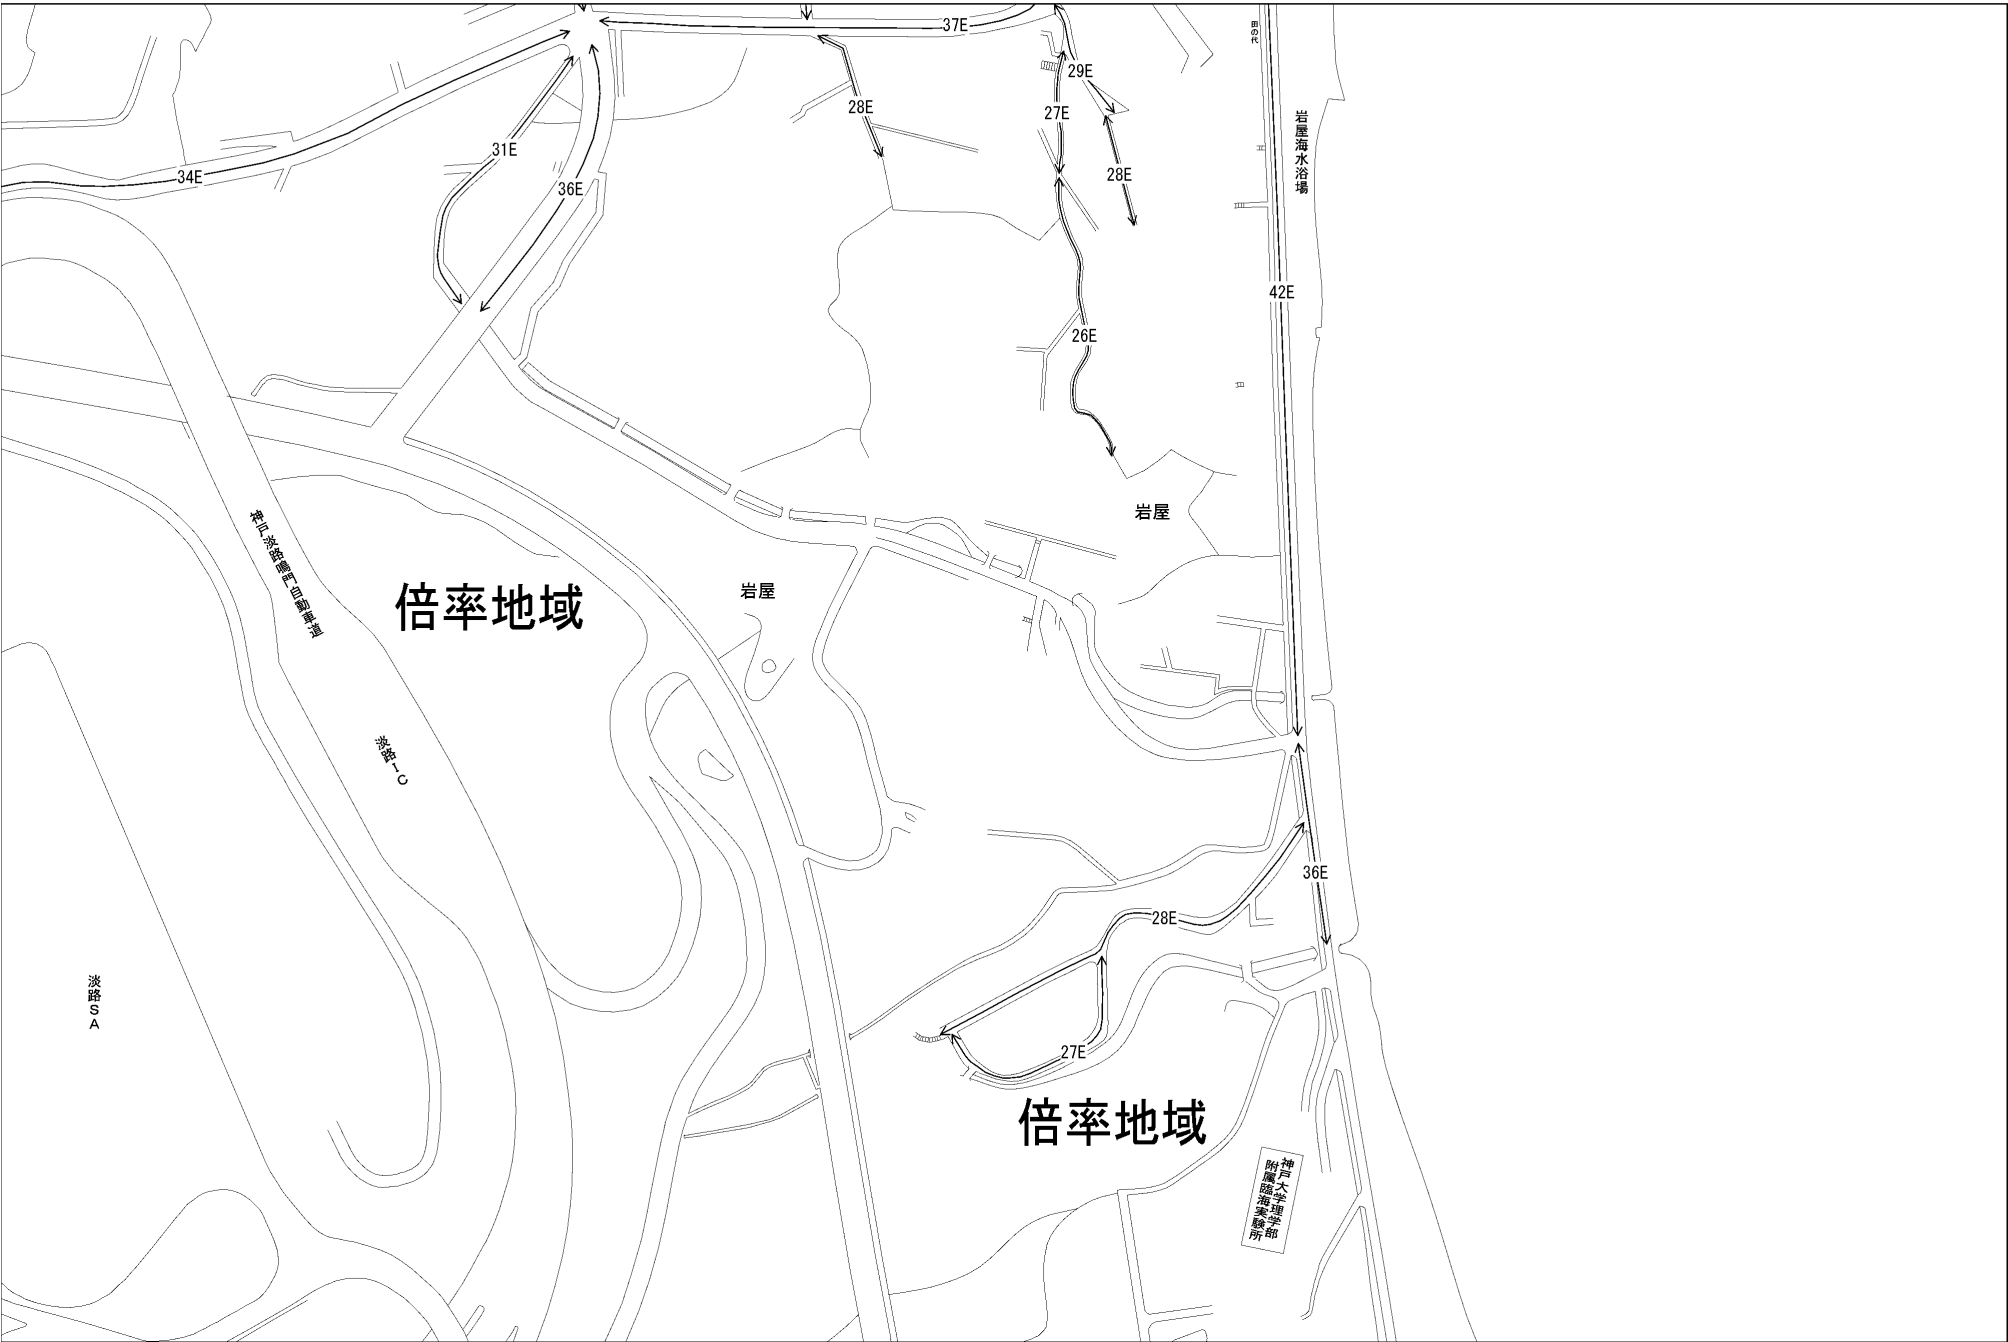 37E
田の代
29E
28E
27E
岩屋海水浴場
31E
34E
36E
28E
42E
26E
岩屋
神戸淡路鳴門自動車道
倍率地域
岩屋
淡路IC
36E
28E
淡路SA
27E
倍率地域
神戸大学理学部
附属臨海実験所